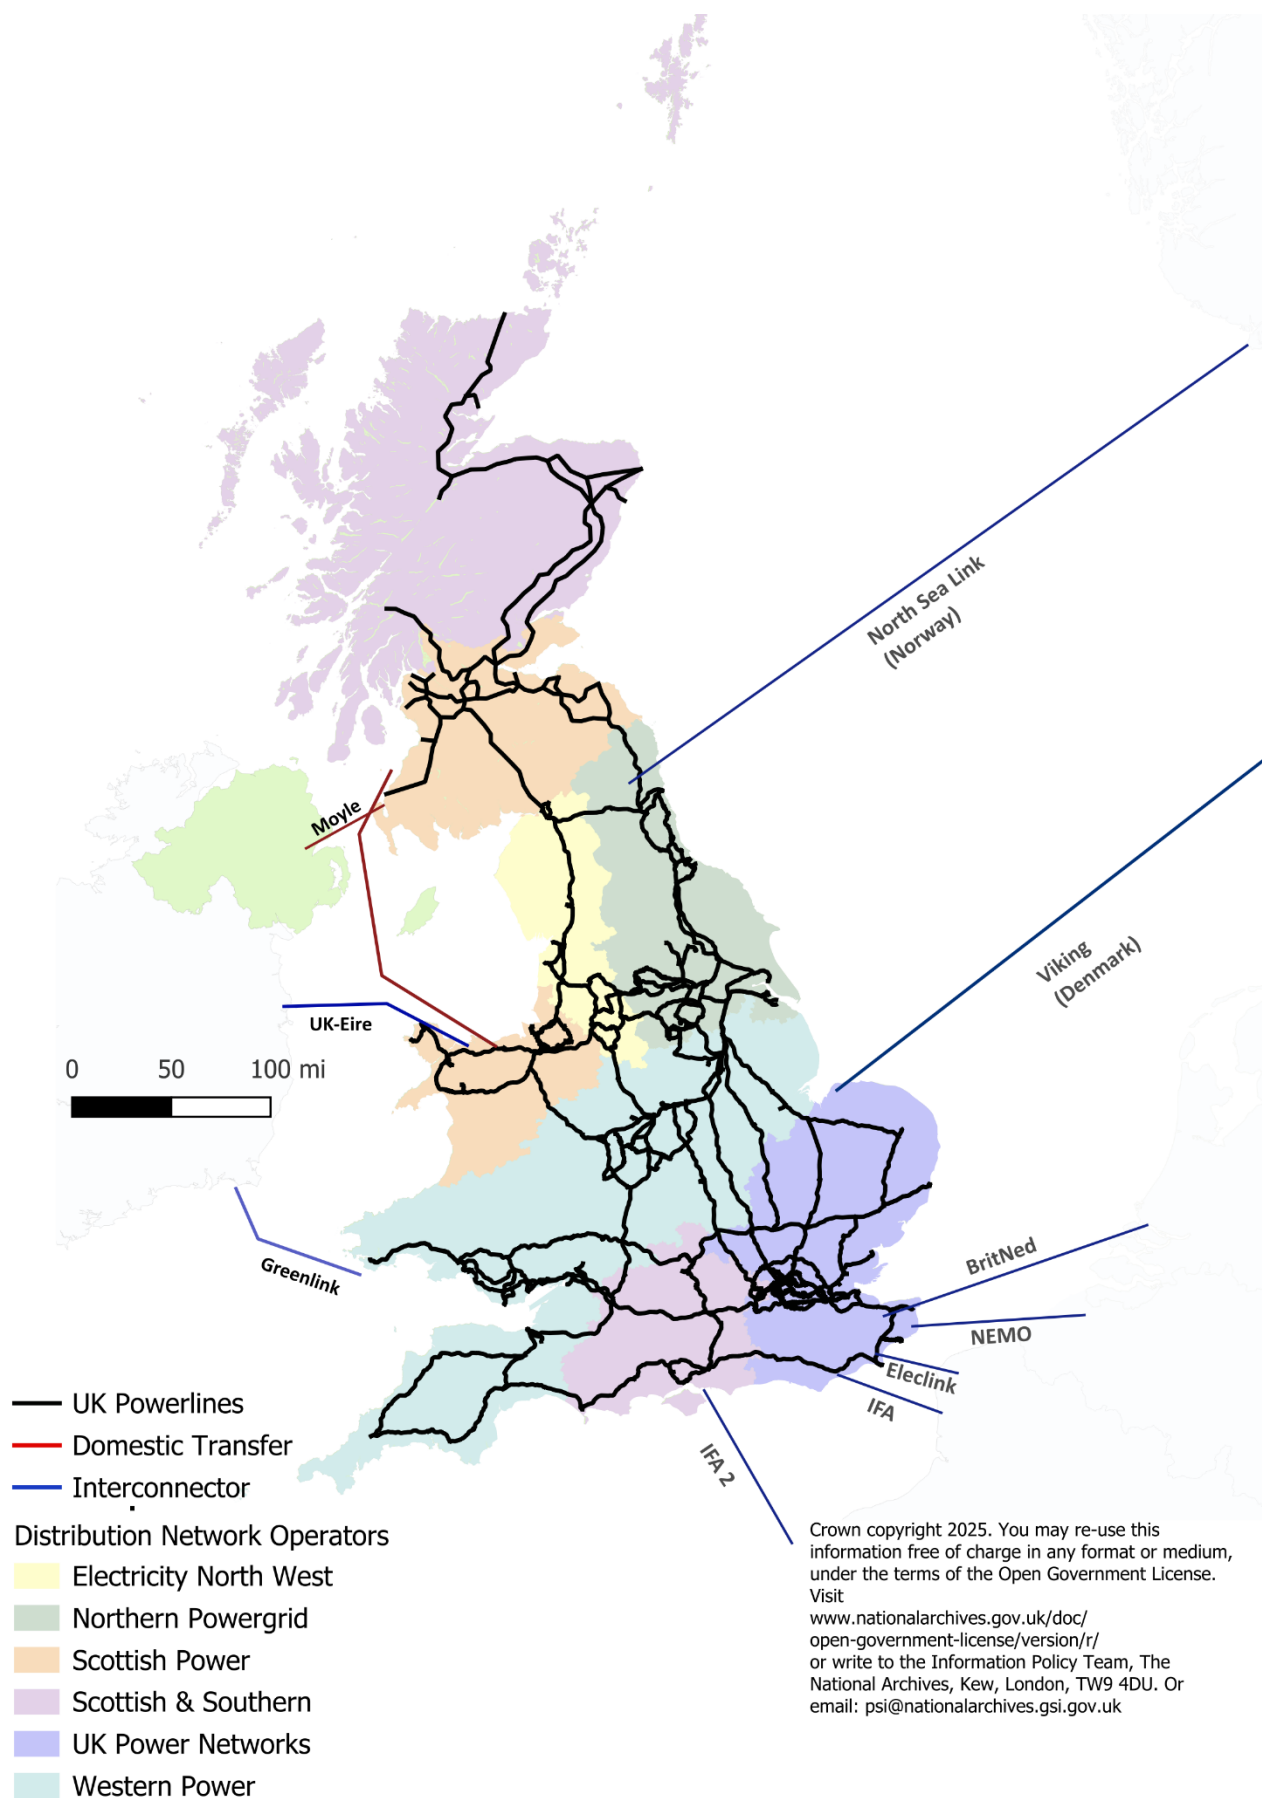 North Sea Link
(Norway)
Moyle
Viking
(Denmark)
UK-Eire
0 50 100 mi
Greenlink
BritNed
NEMO
Eleclink
IFA
IFA 2
UK Powerlines
Domestic Transfer
Interconnector
Distribution Network Operators
Electricity North West
Northern Powergrid
Scottish Power
Scottish & Southern
UK Power Networks
Western Power
Crown copyright 2025. You may re-use this
information free of charge in any format or medium,
under the terms of the Open Government License.
Visit
www.nationalarchives.gov.uk/doc/
open-government-license/version/r/
or write to the Information Policy Team, The
National Archives, Kew, London, TW9 4DU. Or
email: psi@nationalarchives.gsi.gov.uk